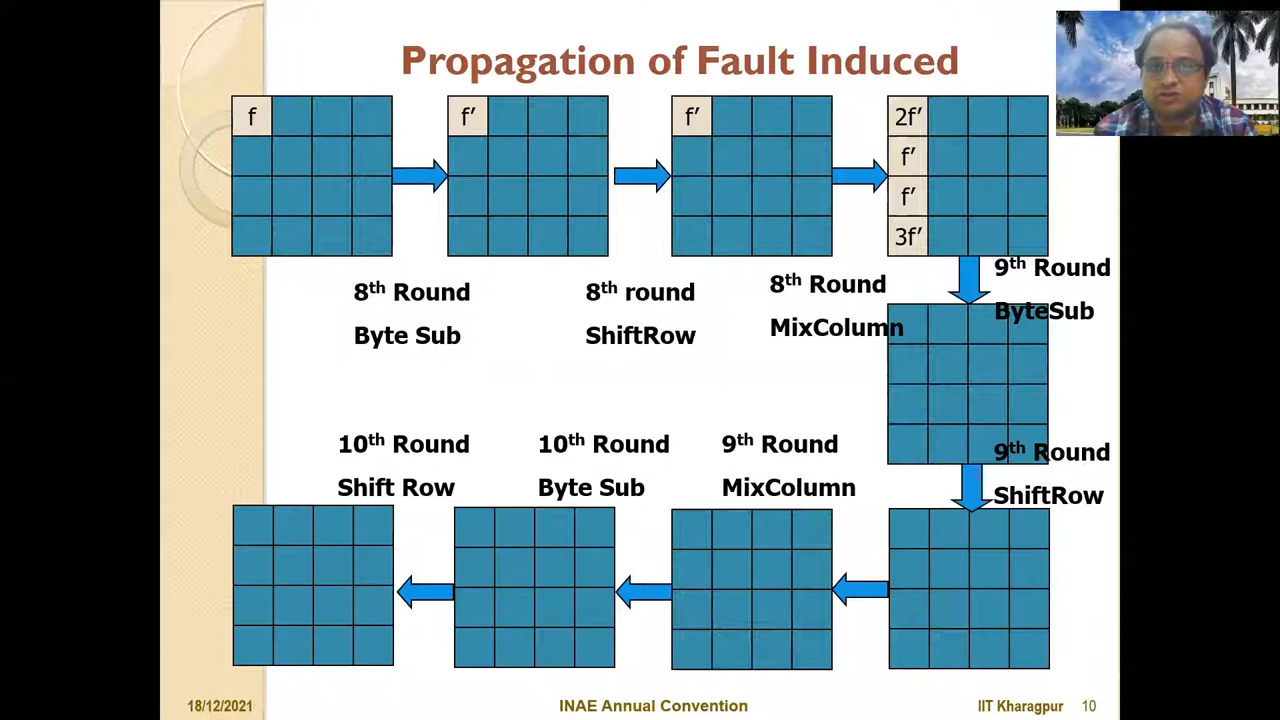 Propagation of Fault Induced
f
f'
f'
2f'
f'
f'
3f'
8th Round
Byte Sub
8th round
ShiftRow
8th Round
MixColumn
9th Round
ByteSub
9th Round
ShiftRow
9th Round
MixColumn
10th Round
Byte Sub
10th Round
Shift Row
18/12/2021
INAE Annual Convention
IIT Kharagpur 10